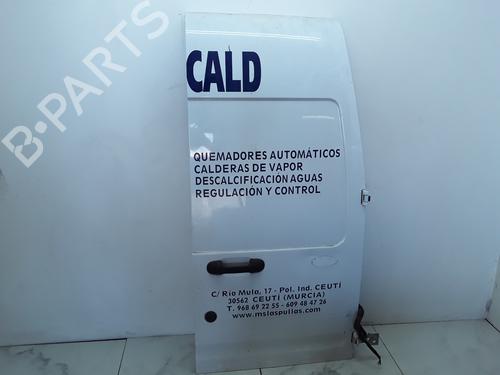 B-PARTS
CALD
QUEMADORES AUTOMÁTICOS
CALDERAS DE VAPOR
DESCALCIFICACIÓN AGUAS
REGULACIÓN Y CONTROL
C/ Río Mula, 17 - Pol. Ind. CEUTÍ
30562 CEUTÍ (MURCIA)
T. 968 69 22 55 - 609 48 47 26
www.mslaspullas.com